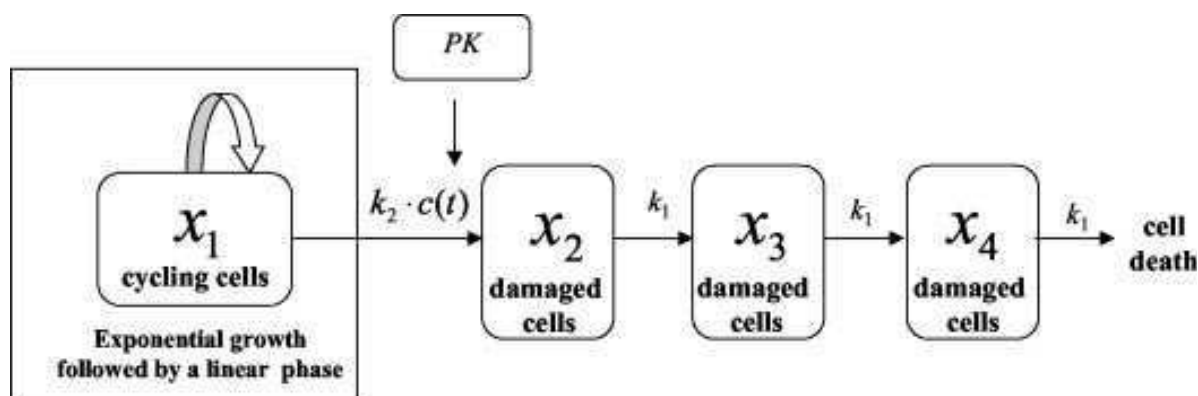 PK
k₂ · c(t)
x₁
cycling cells
Exponential growth
followed by a linear phase
x₂
damaged
cells
k₁
x₃
damaged
cells
k₁
x₄
damaged
cells
k₁
cell
death